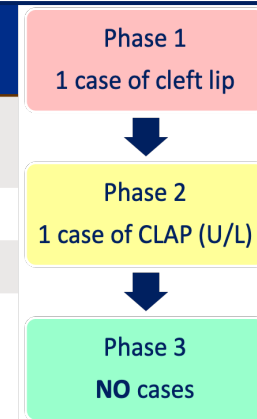 Phase 1
1 case of cleft lip
Phase 2
1 case of CLAP (U/L)
Phase 3
NO cases